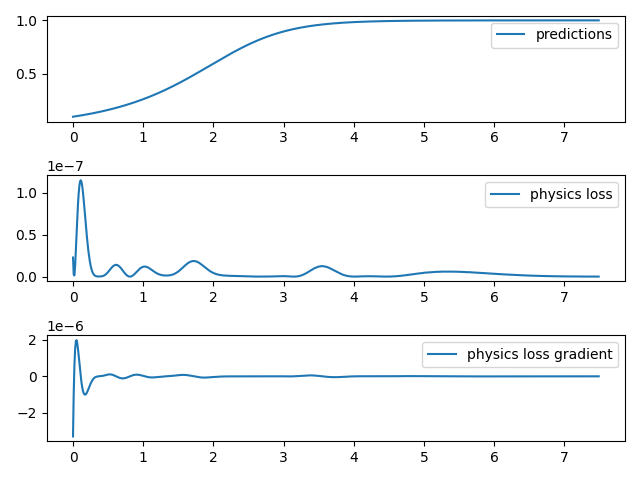 1.0
predictions
0.5
0 1 2 3 4 5 6 7
1e−7
1.0
physics loss
0.5
0.0
0 1 2 3 4 5 6 7
1e−6
2
physics loss gradient
0
−2
0 1 2 3 4 5 6 7